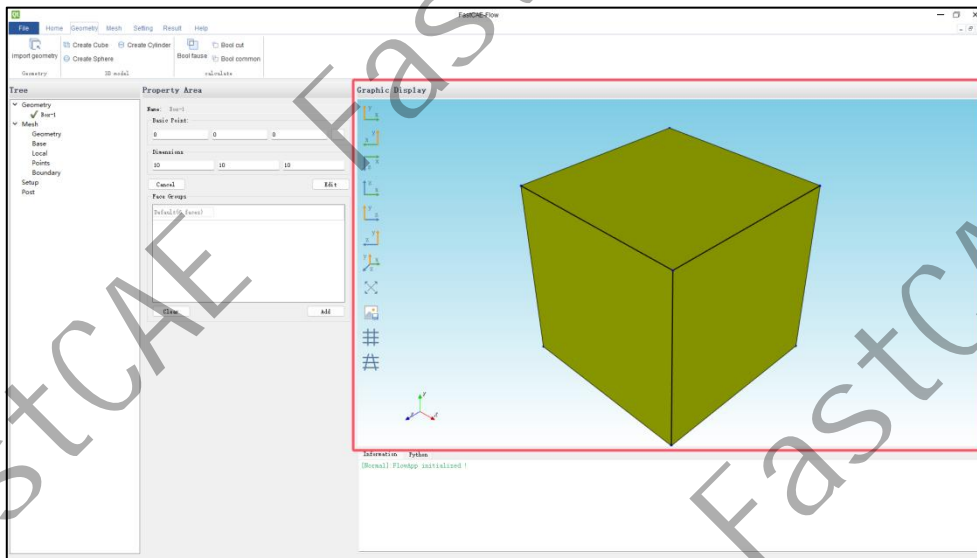 FastCAE-Flow
File Home Geometry Mesh Setting Result Help
Import geometry
Create Cube Create Cylinder
Create Sphere
Bool fause
Bool cut
Bool common
Geometry 3D model calculate
Tree
Geometry
Box-1
Mesh
Geometry
Base
Local
Points
Boundary
Setup
Post
Property Area
Name: Box-1
Basic Point:
0 0 0
Dimensions
10 10 10
Cancel Edit
Face Groups
Default(6 faces)
Clear Add
Graphic Display
Information Python
[Normal] FlowApp initialized !
FastCAE